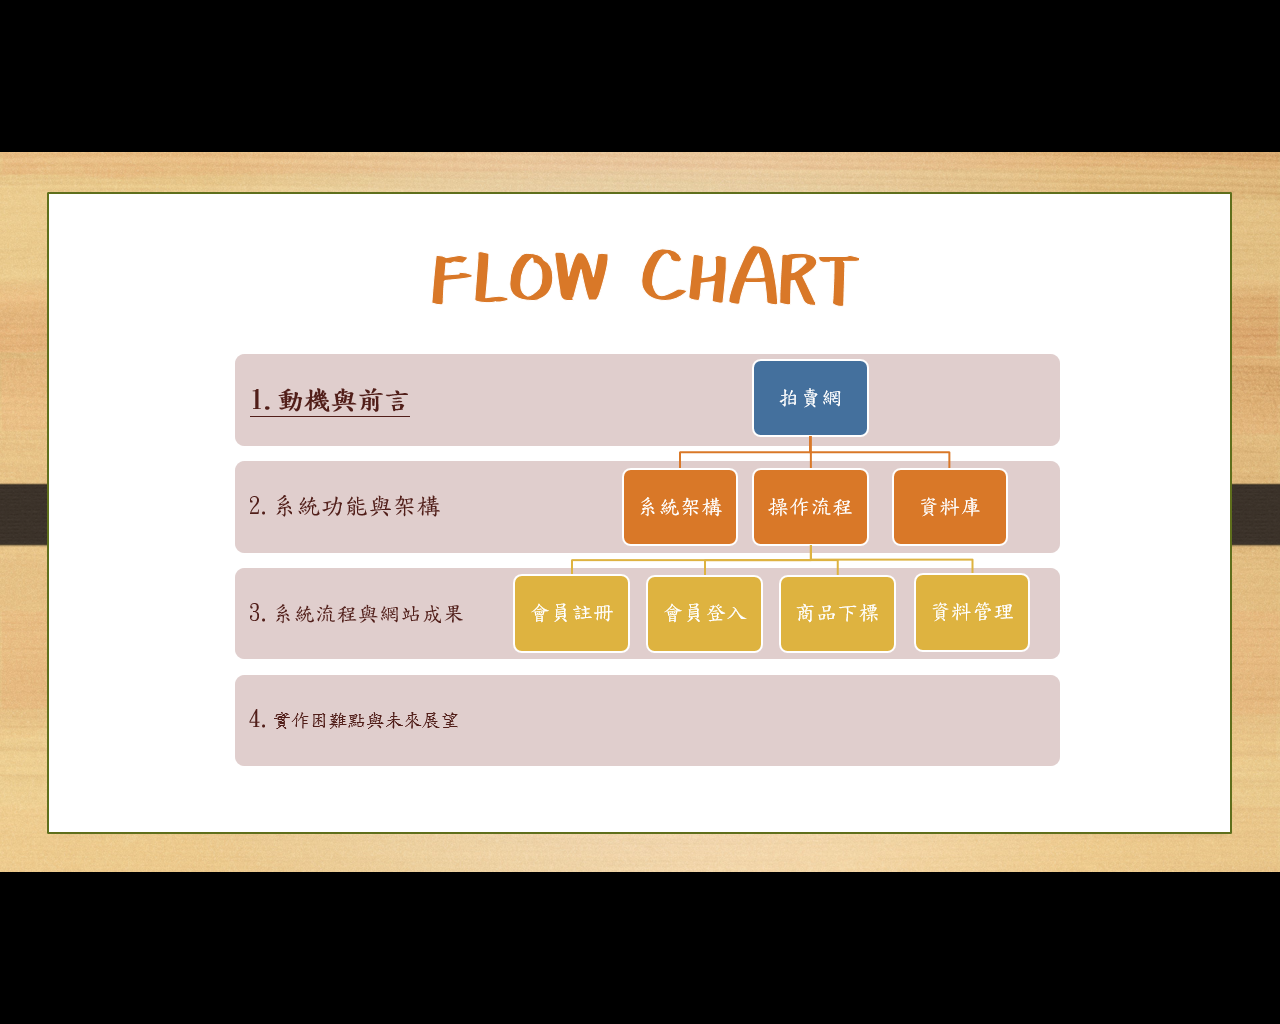 FLOW CHART
1.動機與前言
拍賣網
2.系統功能與架構
系統架構
操作流程
資料庫
3.系統流程與網站成果
會員註冊
會員登入
商品下標
資料管理
4.實作困難點與未來展望